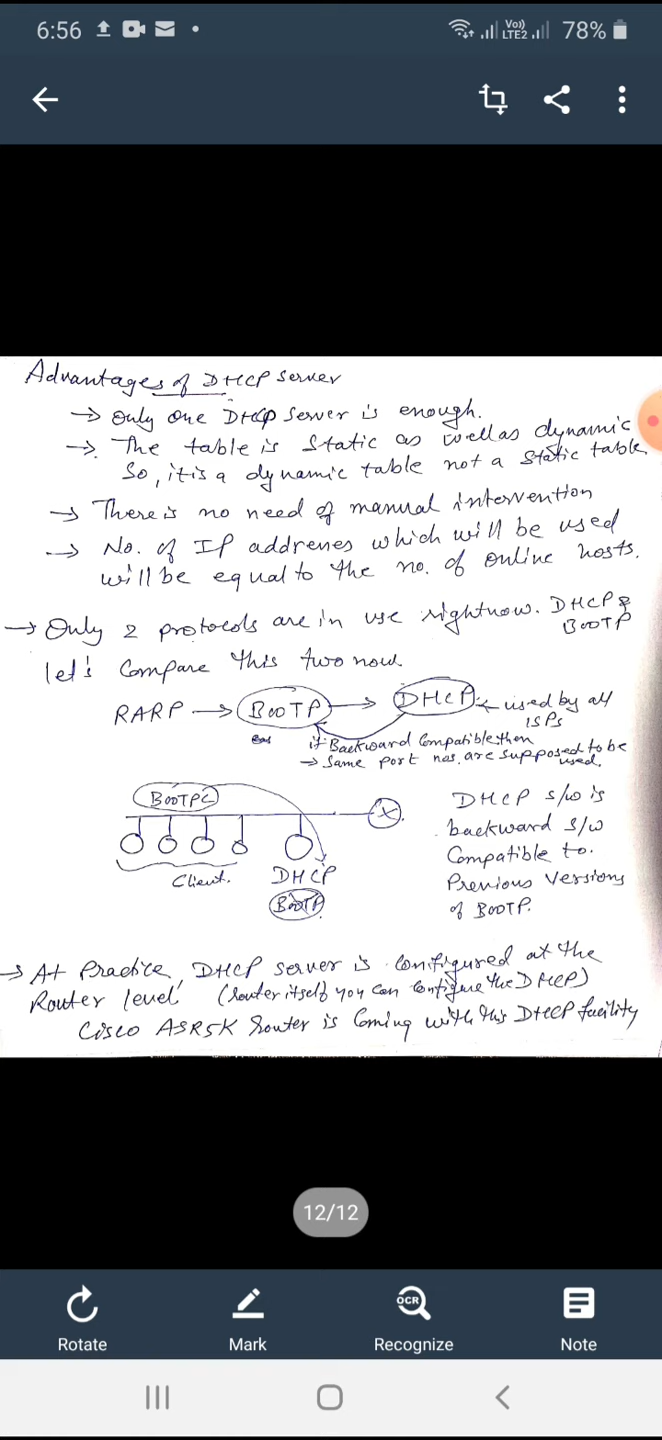 6:56
Vo))
LTE2
78%
Advantages of DHCP Server
→ only one DHCP Server is enough.
→. The table is static as well as dynamic
So, it is a dynamic table not a static table
→ There is no need of manual intervention
→ No. of IP addresses which will be used
will be equal to the no. of online hosts.
→ Only 2 protocols are in use right now. DHCP &
BOOTP
let's Compare this two now.
RARP → BOOTP → DHCP ← used by all
ISPs
if Backward Compatible then
→ Same port nos. are supposed to be
used.
BOOTPC
Client.
DHCP
BOOTP
DHCP s/w is
backward s/w
Compatible to.
Previous Versions
of BOOTP.
→ At Practice, DHCP server is configured at the
Router level (router itself you can configure the DHCP)
Cisco ASR5K Router is Coming with this DHCP facility
12/12
OCR
Rotate
Mark
Recognize
Note